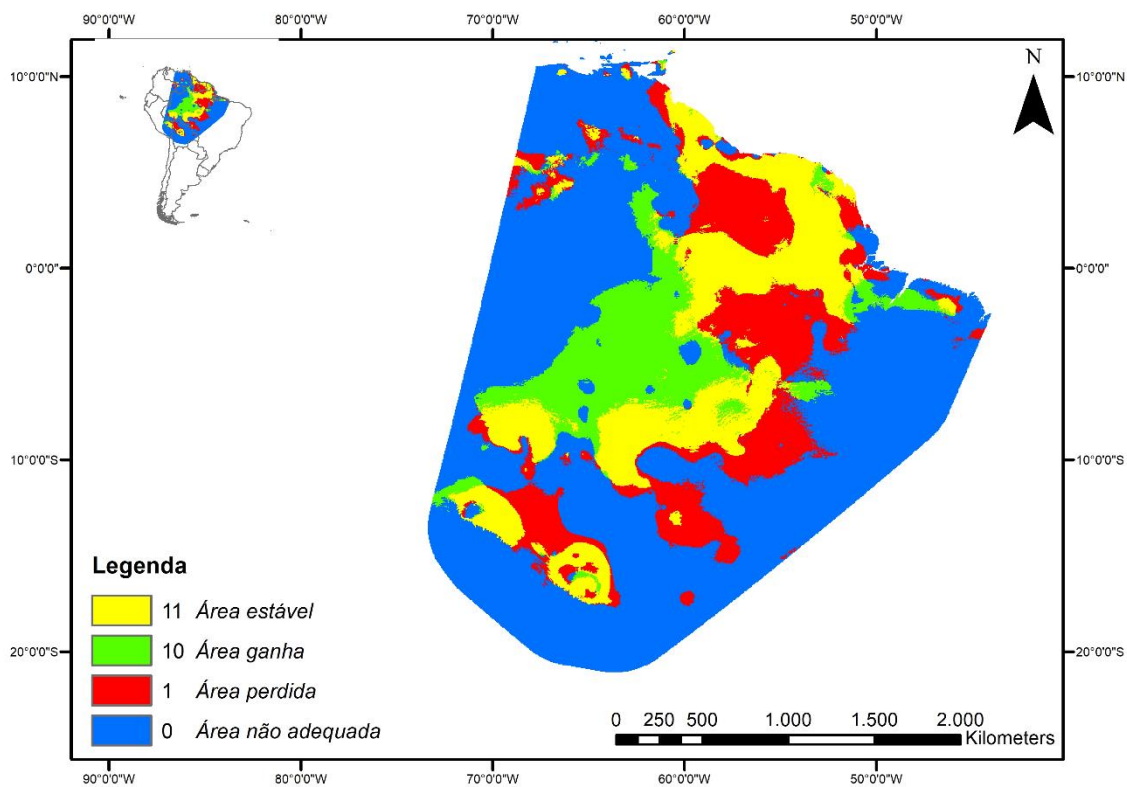 90°0'0"W 80°0'0"W 70°0'0"W 60°0'0"W 50°0'0"W
N
10°0'0"N 10°0'0"N
0°0'0" 0°0'0"
10°0'0"S 10°0'0"S
Legenda
11 Área estável
10 Área ganha
20°0'0"S 20°0'0"S
1 Área perdida
0 Área não adequada
0 250 500 1.000 1.500 2.000
Kilometers
90°0'0"W 80°0'0"W 70°0'0"W 60°0'0"W 50°0'0"W